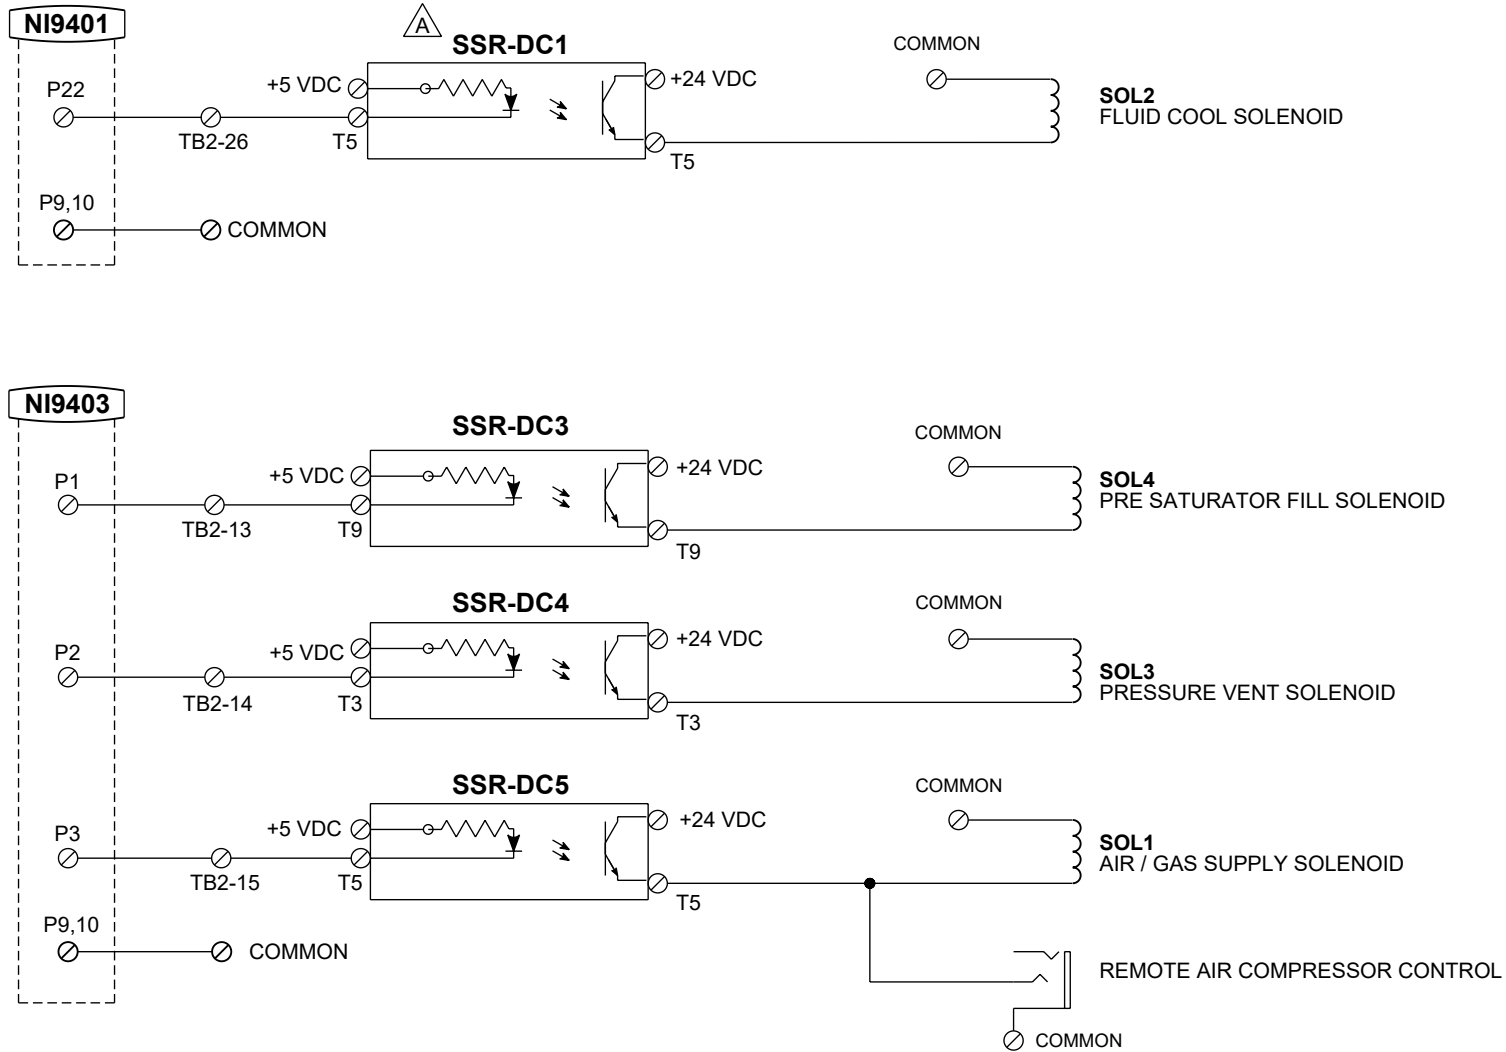 NI9401
A
SSR-DC1
COMMON
P22
+5 VDC
+24 VDC
SOL2
FLUID COOL SOLENOID
TB2-26
T5
T5
P9,10
COMMON
NI9403
SSR-DC3
COMMON
P1
+5 VDC
+24 VDC
SOL4
PRE SATURATOR FILL SOLENOID
TB2-13
T9
T9
SSR-DC4
COMMON
P2
+5 VDC
+24 VDC
SOL3
PRESSURE VENT SOLENOID
TB2-14
T3
T3
SSR-DC5
COMMON
P3
+5 VDC
+24 VDC
SOL1
AIR / GAS SUPPLY SOLENOID
TB2-15
T5
T5
P9,10
COMMON
REMOTE AIR COMPRESSOR CONTROL
COMMON